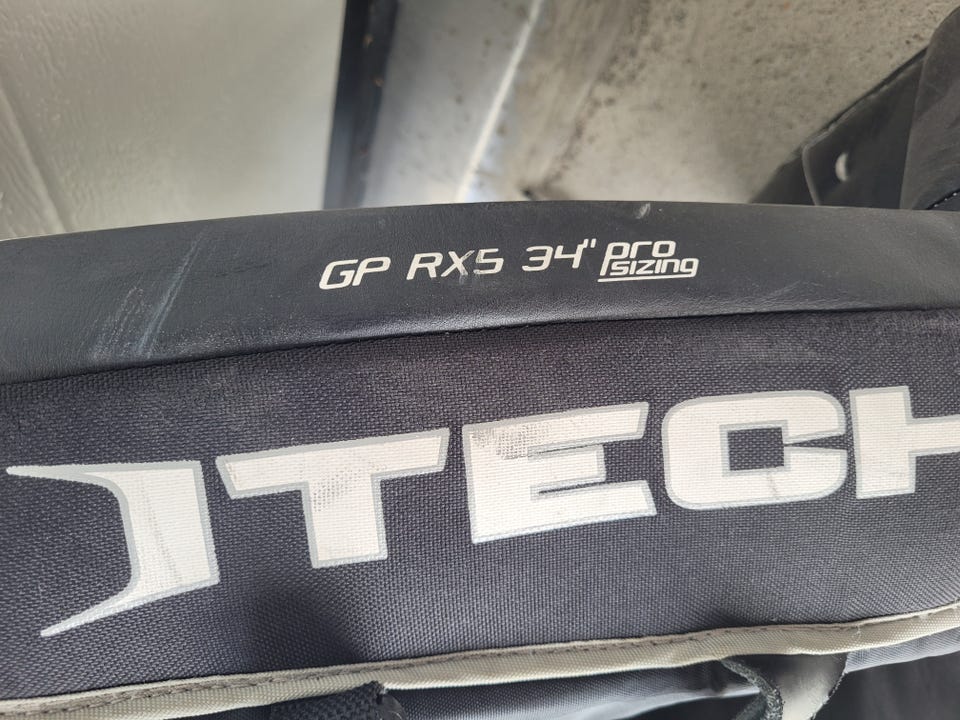 GP RX5 34" pro
sizing
ITECH